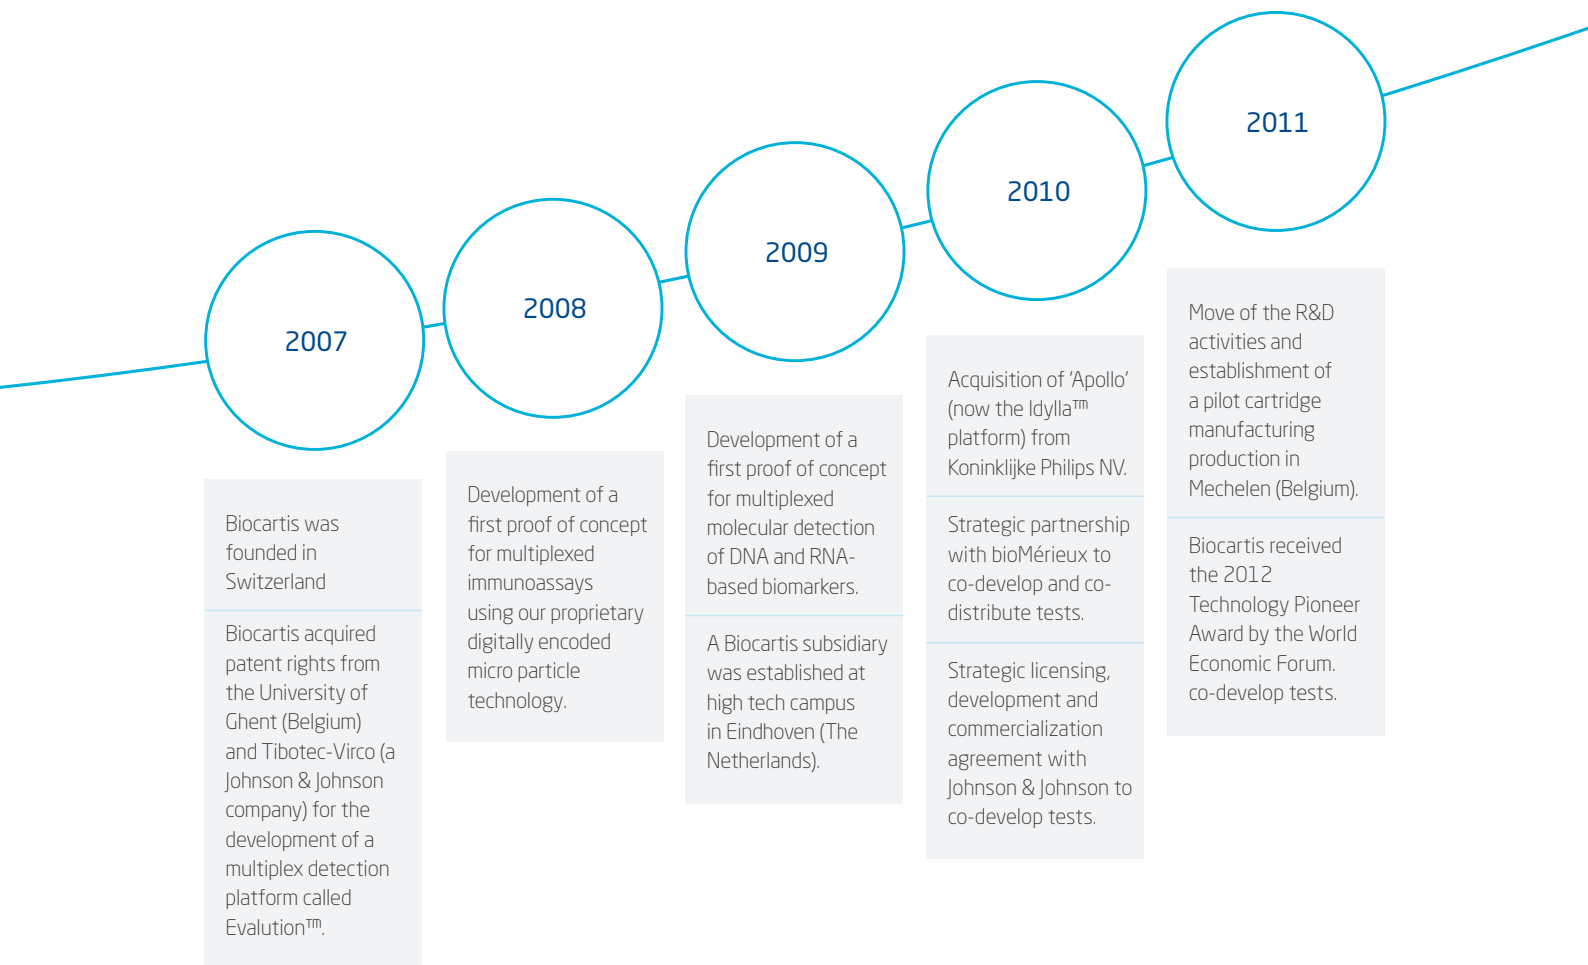 2007
Biocartis was
founded in
Switzerland
Biocartis acquired
patent rights from
the University of
Ghent (Belgium)
and Tibotec-Virco (a
Johnson & Johnson
company) for the
development of a
multiplex detection
platform called
Evalution™.
2008
Development of a
first proof of concept
for multiplexed
immunoassays
using our proprietary
digitally encoded
micro particle
technology.
2009
Development of a
first proof of concept
for multiplexed
molecular detection
of DNA and RNA-
based biomarkers.
A Biocartis subsidiary
was established at
high tech campus
in Eindhoven (The
Netherlands).
2010
Acquisition of ‘Apollo’
(now the Idylla™
platform) from
Koninklijke Philips NV.
Strategic partnership
with bioMérieux to
co-develop and co-
distribute tests.
Strategic licensing,
development and
commercialization
agreement with
Johnson & Johnson to
co-develop tests.
2011
Move of the R&D
activities and
establishment of
a pilot cartridge
manufacturing
production in
Mechelen (Belgium).
Biocartis received
the 2012
Technology Pioneer
Award by the World
Economic Forum.
co-develop tests.